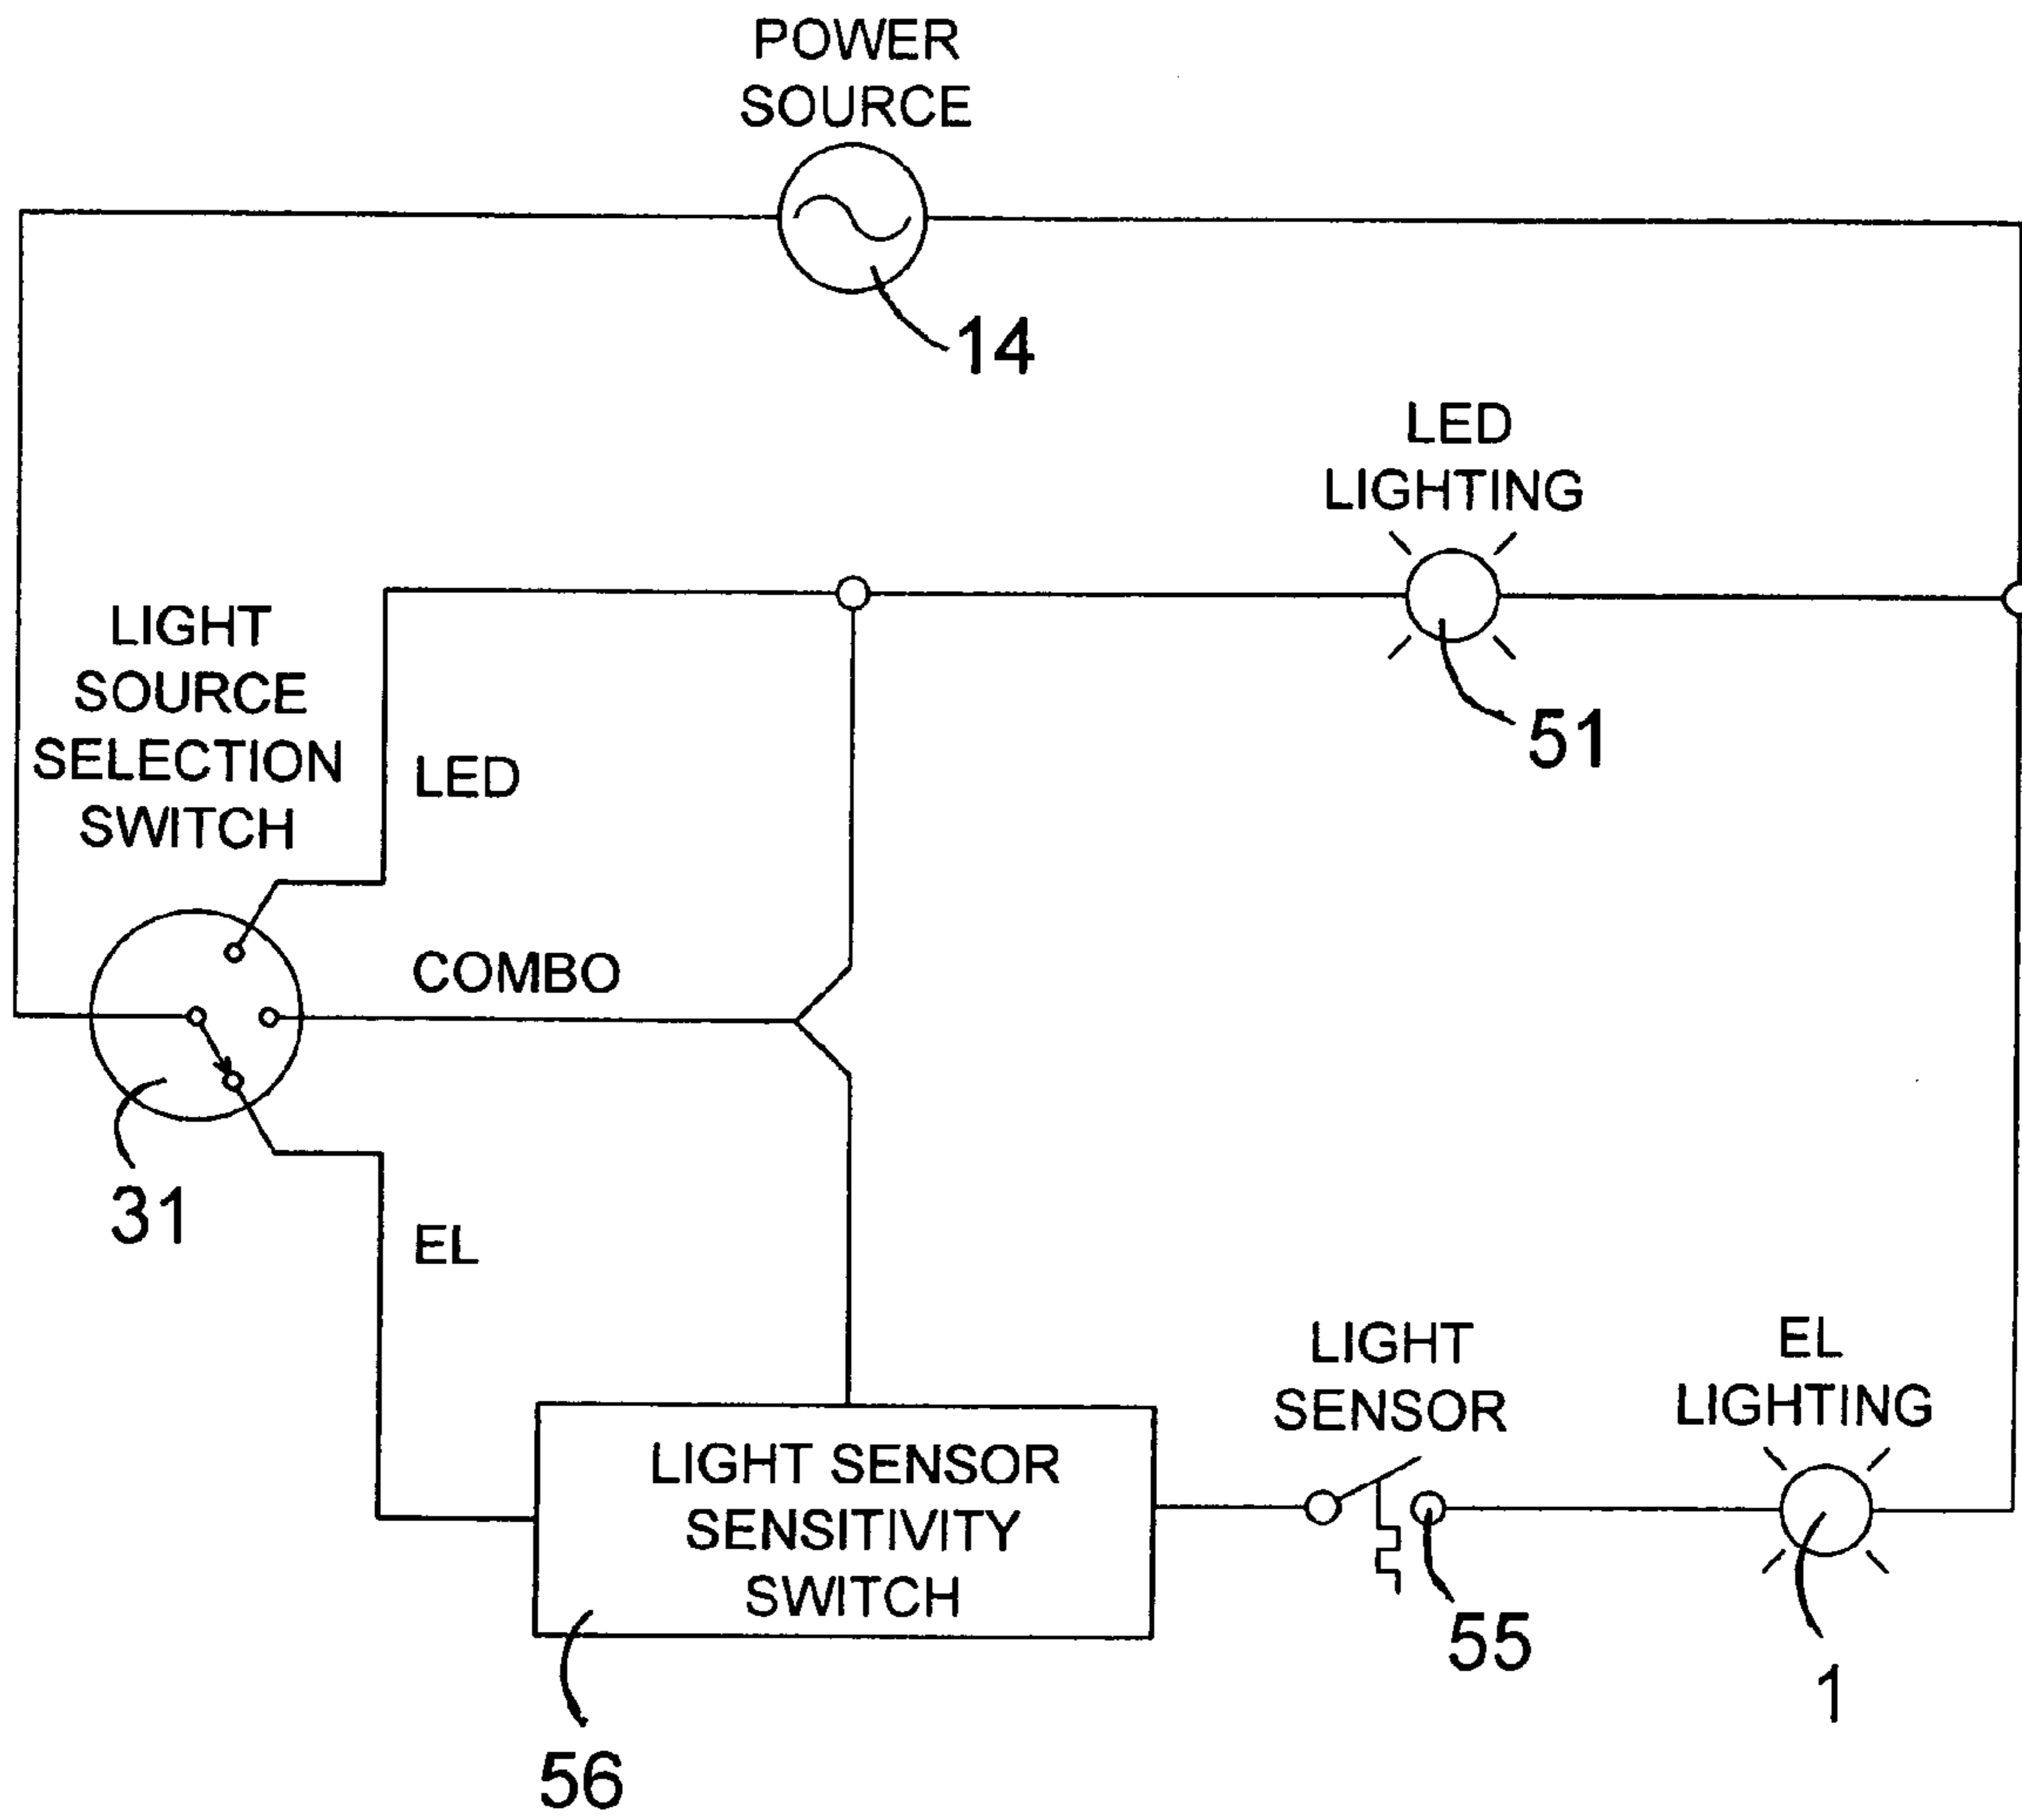 POWER
SOURCE
14
LED
LIGHTING
51
LIGHT
SOURCE
SELECTION
SWITCH
LED
COMBO
31
EL
LIGHT
SENSOR
EL
LIGHTING
LIGHT SENSOR
SENSITIVITY
SWITCH
55
1
56